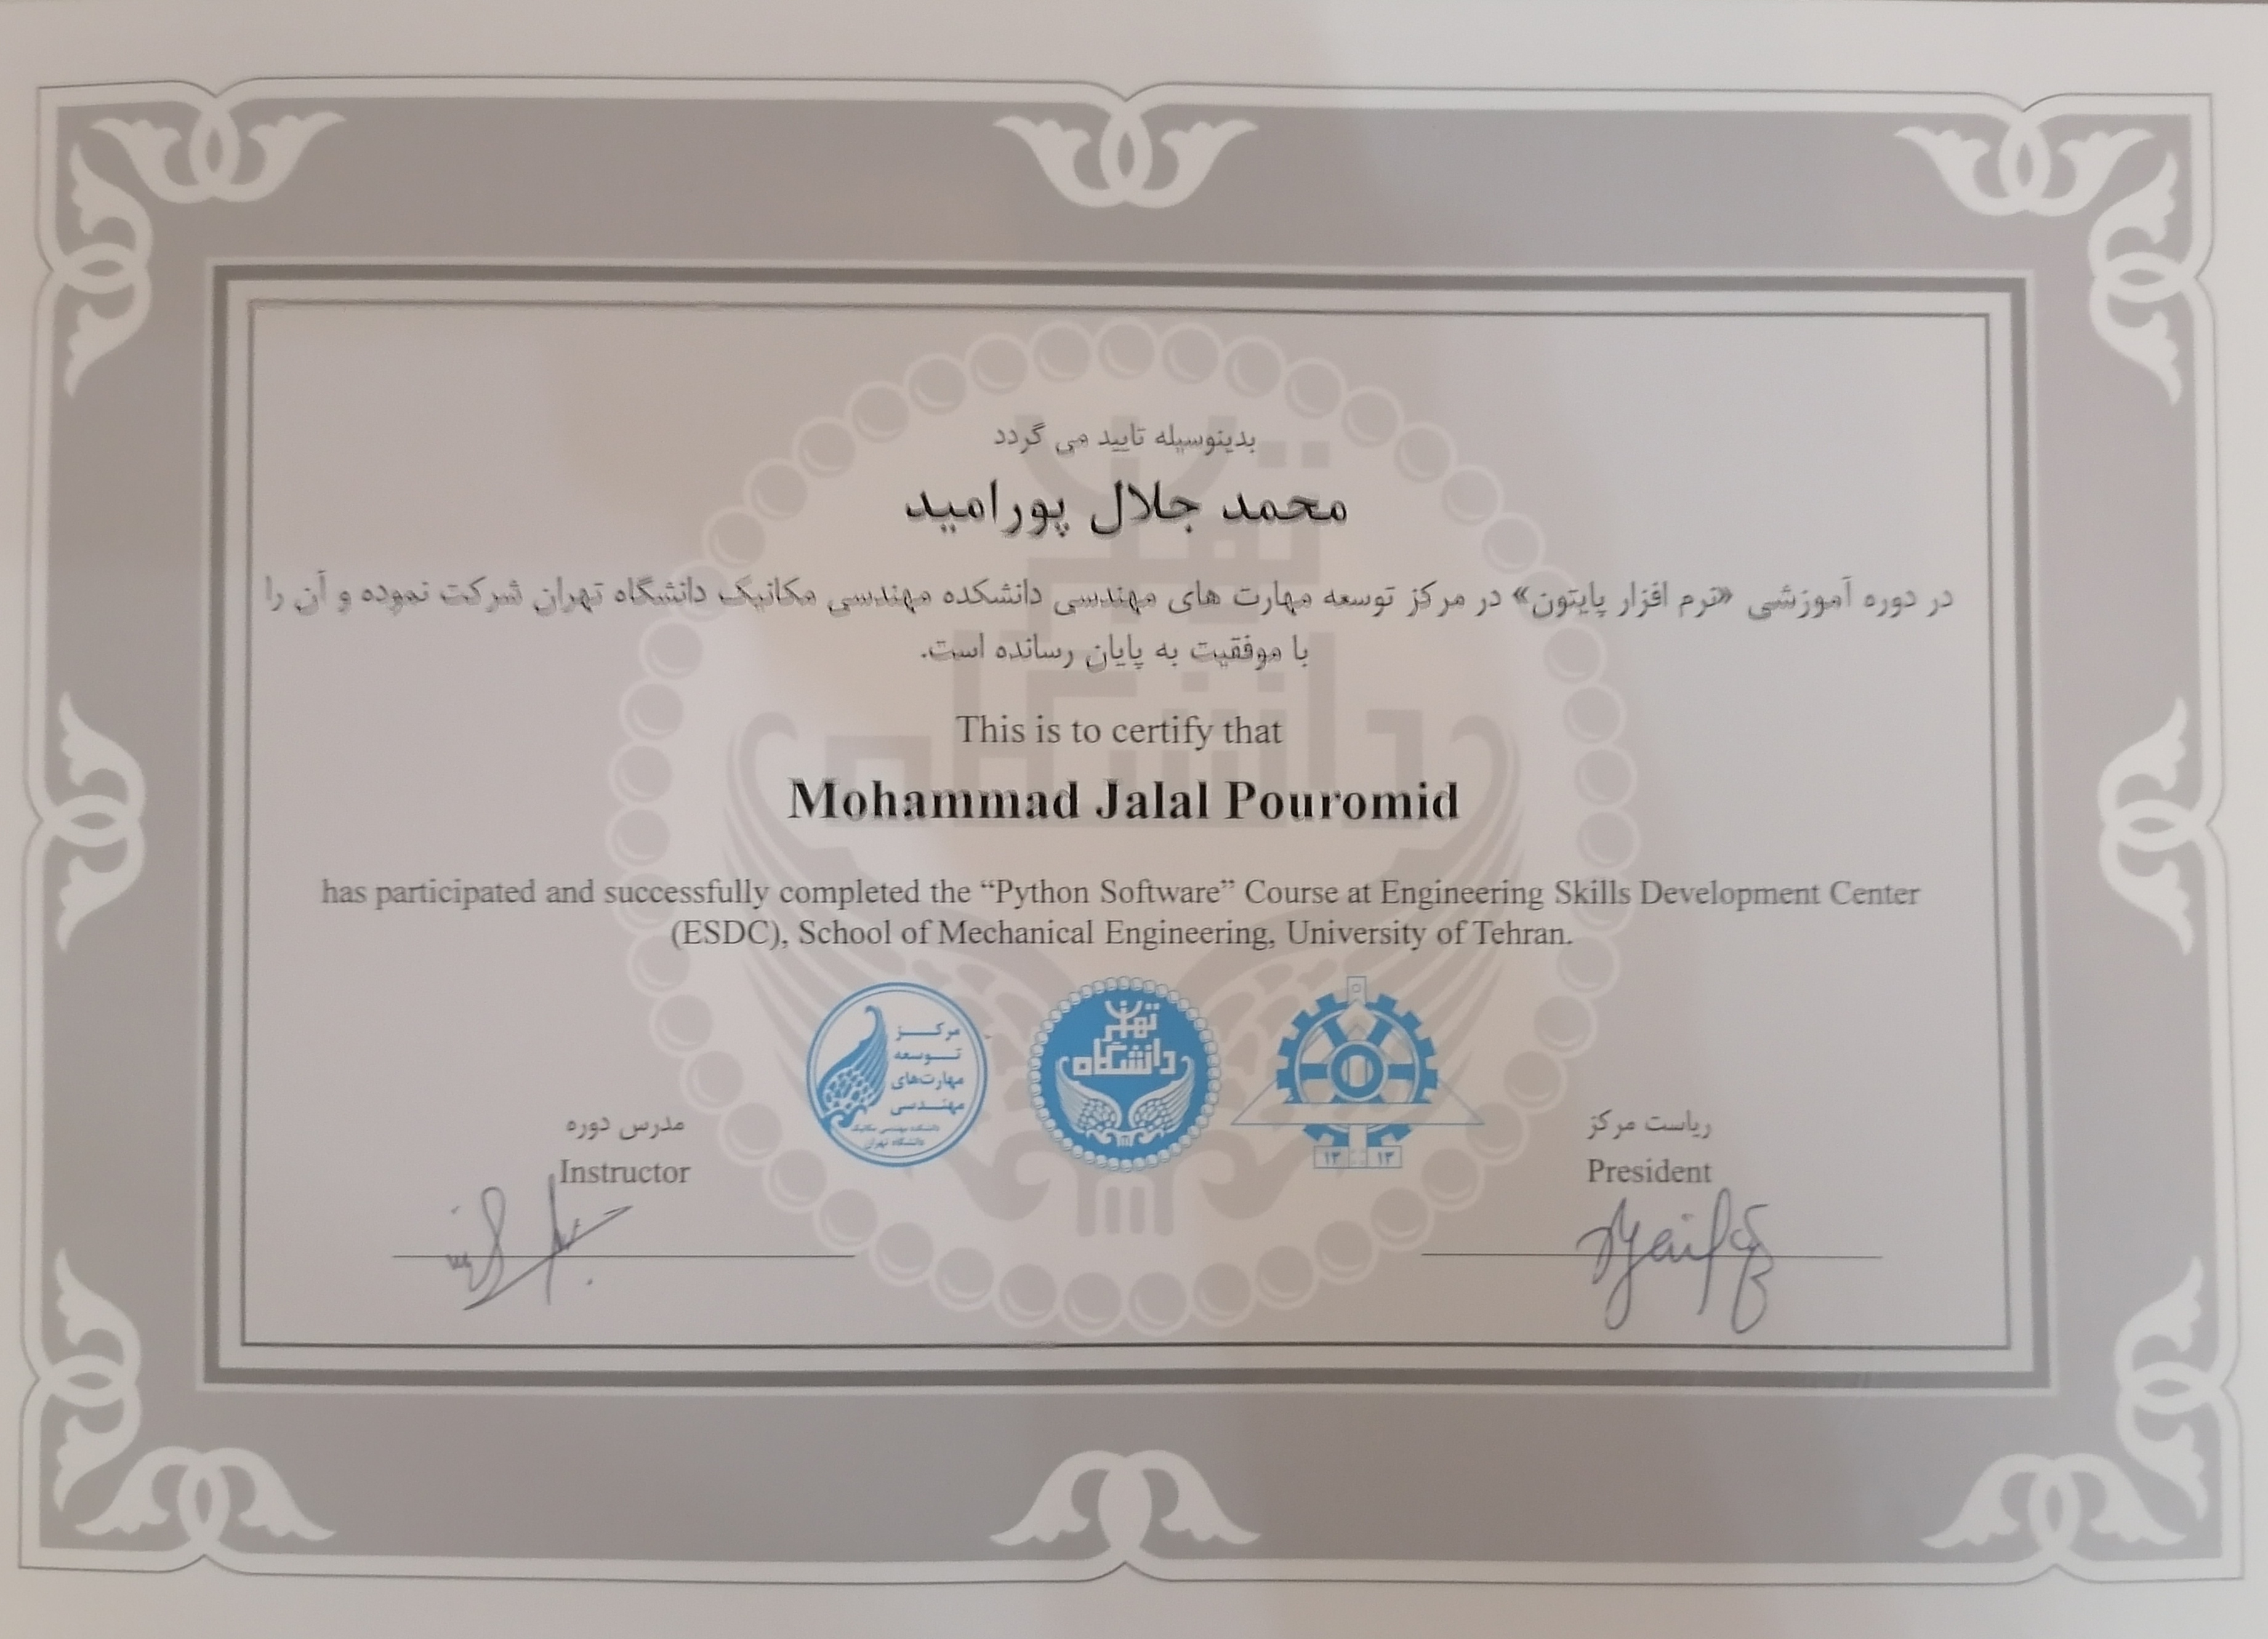 بدینوسیله تایید می گردد
محمد جلال پورامید
در دوره آموزشی «نرم افزار پایتون» در مرکز توسعه مهارت های مهندسی دانشکده مهندسی مکانیک دانشگاه تهران شرکت نموده و آن را
با موفقیت به پایان رسانده است.
This is to certify that
Mohammad Jalal Pouromid
has participated and successfully completed the “Python Software” Course at Engineering Skills Development Center
(ESDC), School of Mechanical Engineering, University of Tehran.
مرکز
توسعه
مهارت‌های
مهندسی
دانشکده مهندسی مکانیک
دانشگاه تهران
دانشگاه تهران
۱۳ ۱۳
مدرس دوره
Instructor
ریاست مرکز
President